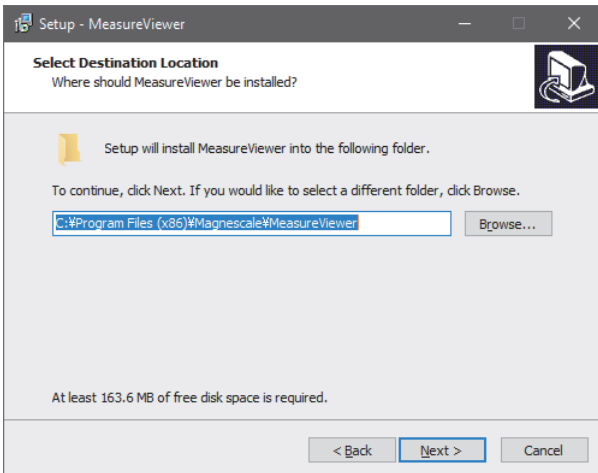 Setup - MeasureViewer
Select Destination Location
Where should MeasureViewer be installed?
Setup will install MeasureViewer into the following folder.
To continue, click Next. If you would like to select a different folder, click Browse.
C:¥Program Files (x86)¥Magnescale¥MeasureViewer
Browse...
At least 163.6 MB of free disk space is required.
< Back Next > Cancel